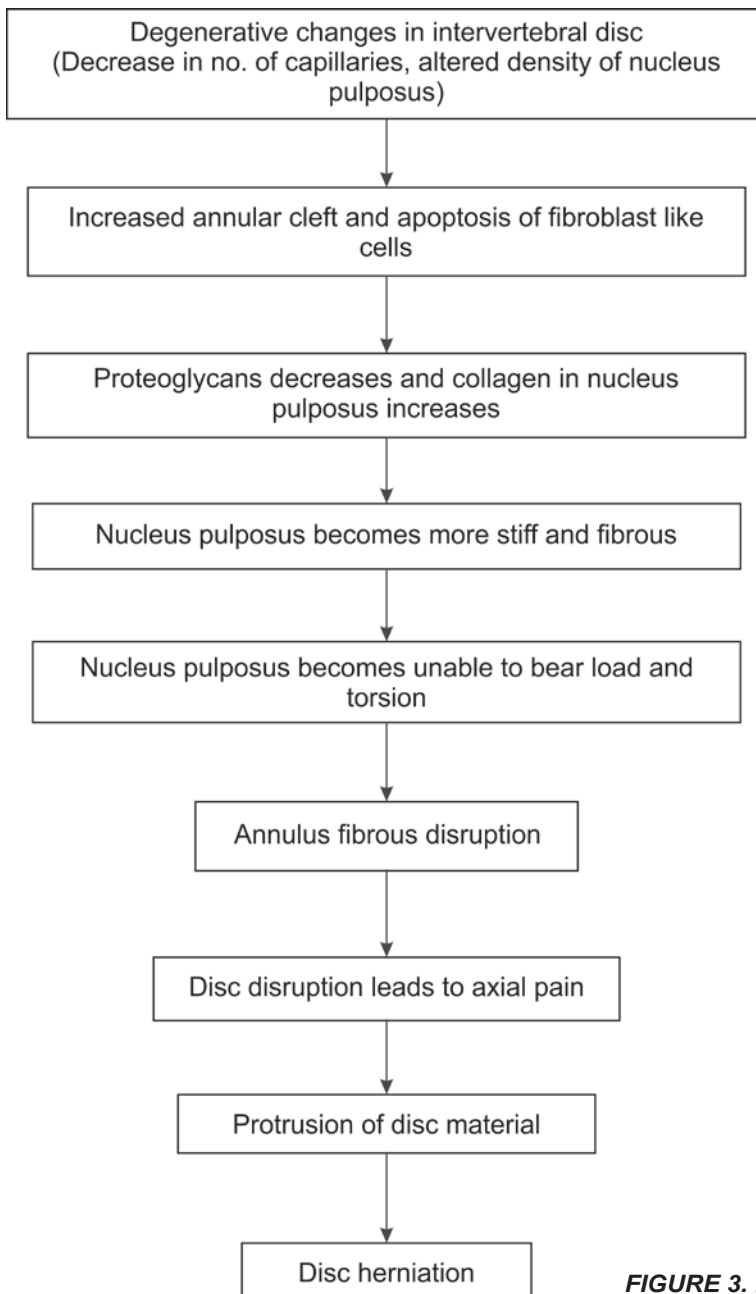 Degenerative changes in intervertebral disc
(Decrease in no. of capillaries, altered density of nucleus
pulposus)
Increased annular cleft and apoptosis of fibroblast like
cells
Proteoglycans decreases and collagen in nucleus
pulposus increases
Nucleus pulposus becomes more stiff and fibrous
Nucleus pulposus becomes unable to bear load and
torsion
Annulus fibrous disruption
Disc disruption leads to axial pain
Protrusion of disc material
Disc herniation
FIGURE 3.